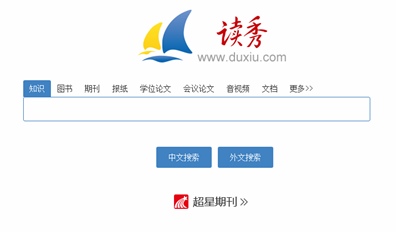 读秀
www.duxiu.com
知识 图书 期刊 报纸 学位论文 会议论文 音视频 文档 更多>>
中文搜索 外文搜索
超星期刊 >>